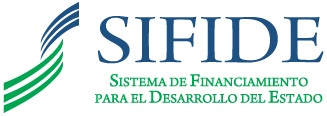 SIFIDE
SISTEMA DE FINANCIAMIENTO
PARA EL DESARROLLO DEL ESTADO